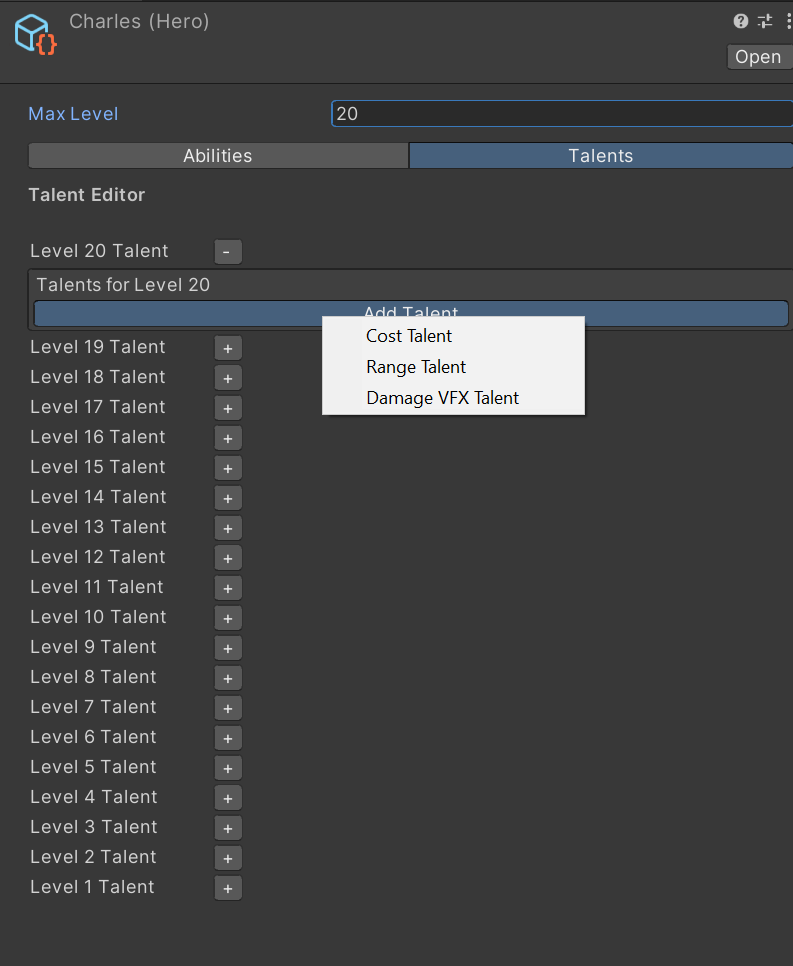 Charles (Hero)
Open
Max Level 20
Abilities Talents
Talent Editor
Level 20 Talent -
Talents for Level 20
Add Talent
Cost Talent
Range Talent
Damage VFX Talent
Level 19 Talent +
Level 18 Talent +
Level 17 Talent +
Level 16 Talent +
Level 15 Talent +
Level 14 Talent +
Level 13 Talent +
Level 12 Talent +
Level 11 Talent +
Level 10 Talent +
Level 9 Talent +
Level 8 Talent +
Level 7 Talent +
Level 6 Talent +
Level 5 Talent +
Level 4 Talent +
Level 3 Talent +
Level 2 Talent +
Level 1 Talent +